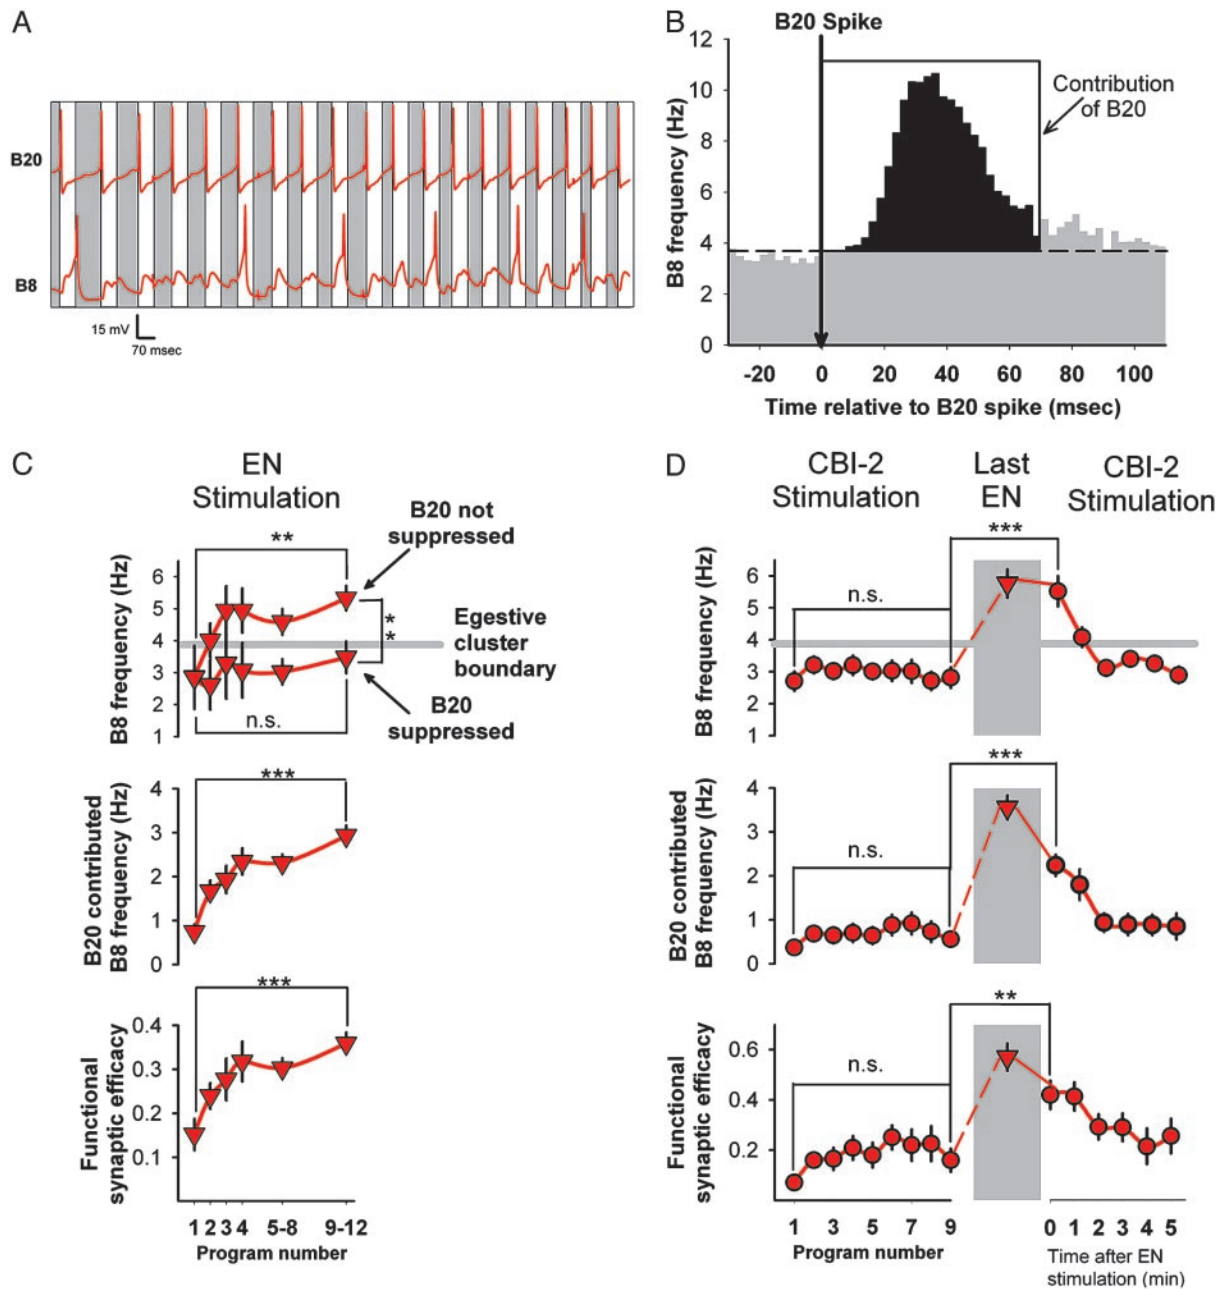 A
B20
B8
15 mV
70 msec
B
B20 Spike
Contribution
of B20
B8 frequency (Hz)
12
10
8
6
4
2
0
-20 0 20 40 60 80 100
Time relative to B20 spike (msec)
C
EN
Stimulation
B20 not
suppressed
**
B8 frequency (Hz)
6
5
4
3
2
1
* *
Egestive
cluster
boundary
n.s.
B20
suppressed
B20 contributed
B8 frequency (Hz)
4
3
2
1
0
***
Functional
synaptic efficacy
0.4
0.3
0.2
0.1
***
1 2 3 4 5-8 9-12
Program number
D
CBI-2
Stimulation
Last
EN
CBI-2
Stimulation
B8 frequency (Hz)
6
5
4
3
2
1
n.s.
***
B20 contributed
B8 frequency (Hz)
4
3
2
1
0
n.s.
***
Functional
synaptic efficacy
0.6
0.4
0.2
n.s.
**
1 3 5 7 9
Program number
0 1 2 3 4 5
Time after EN
stimulation (min)